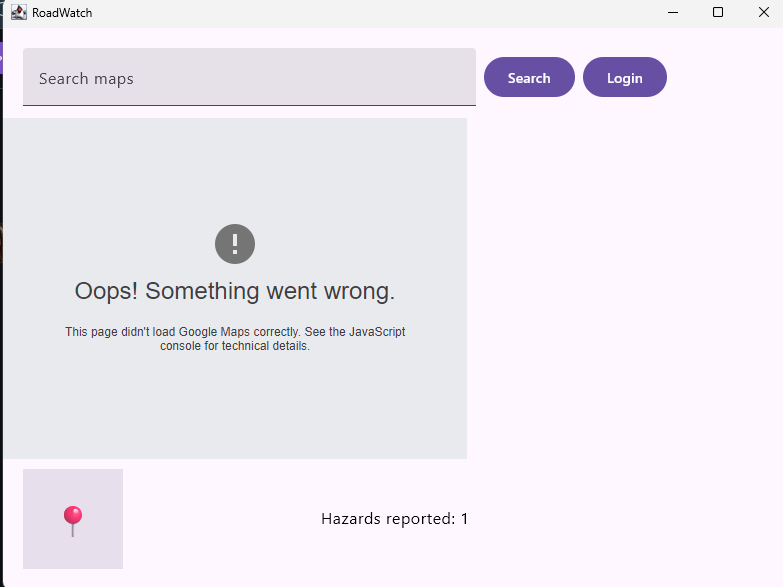 RoadWatch
Search maps
Search
Login
Oops! Something went wrong.
This page didn't load Google Maps correctly. See the JavaScript
console for technical details.
Hazards reported: 1